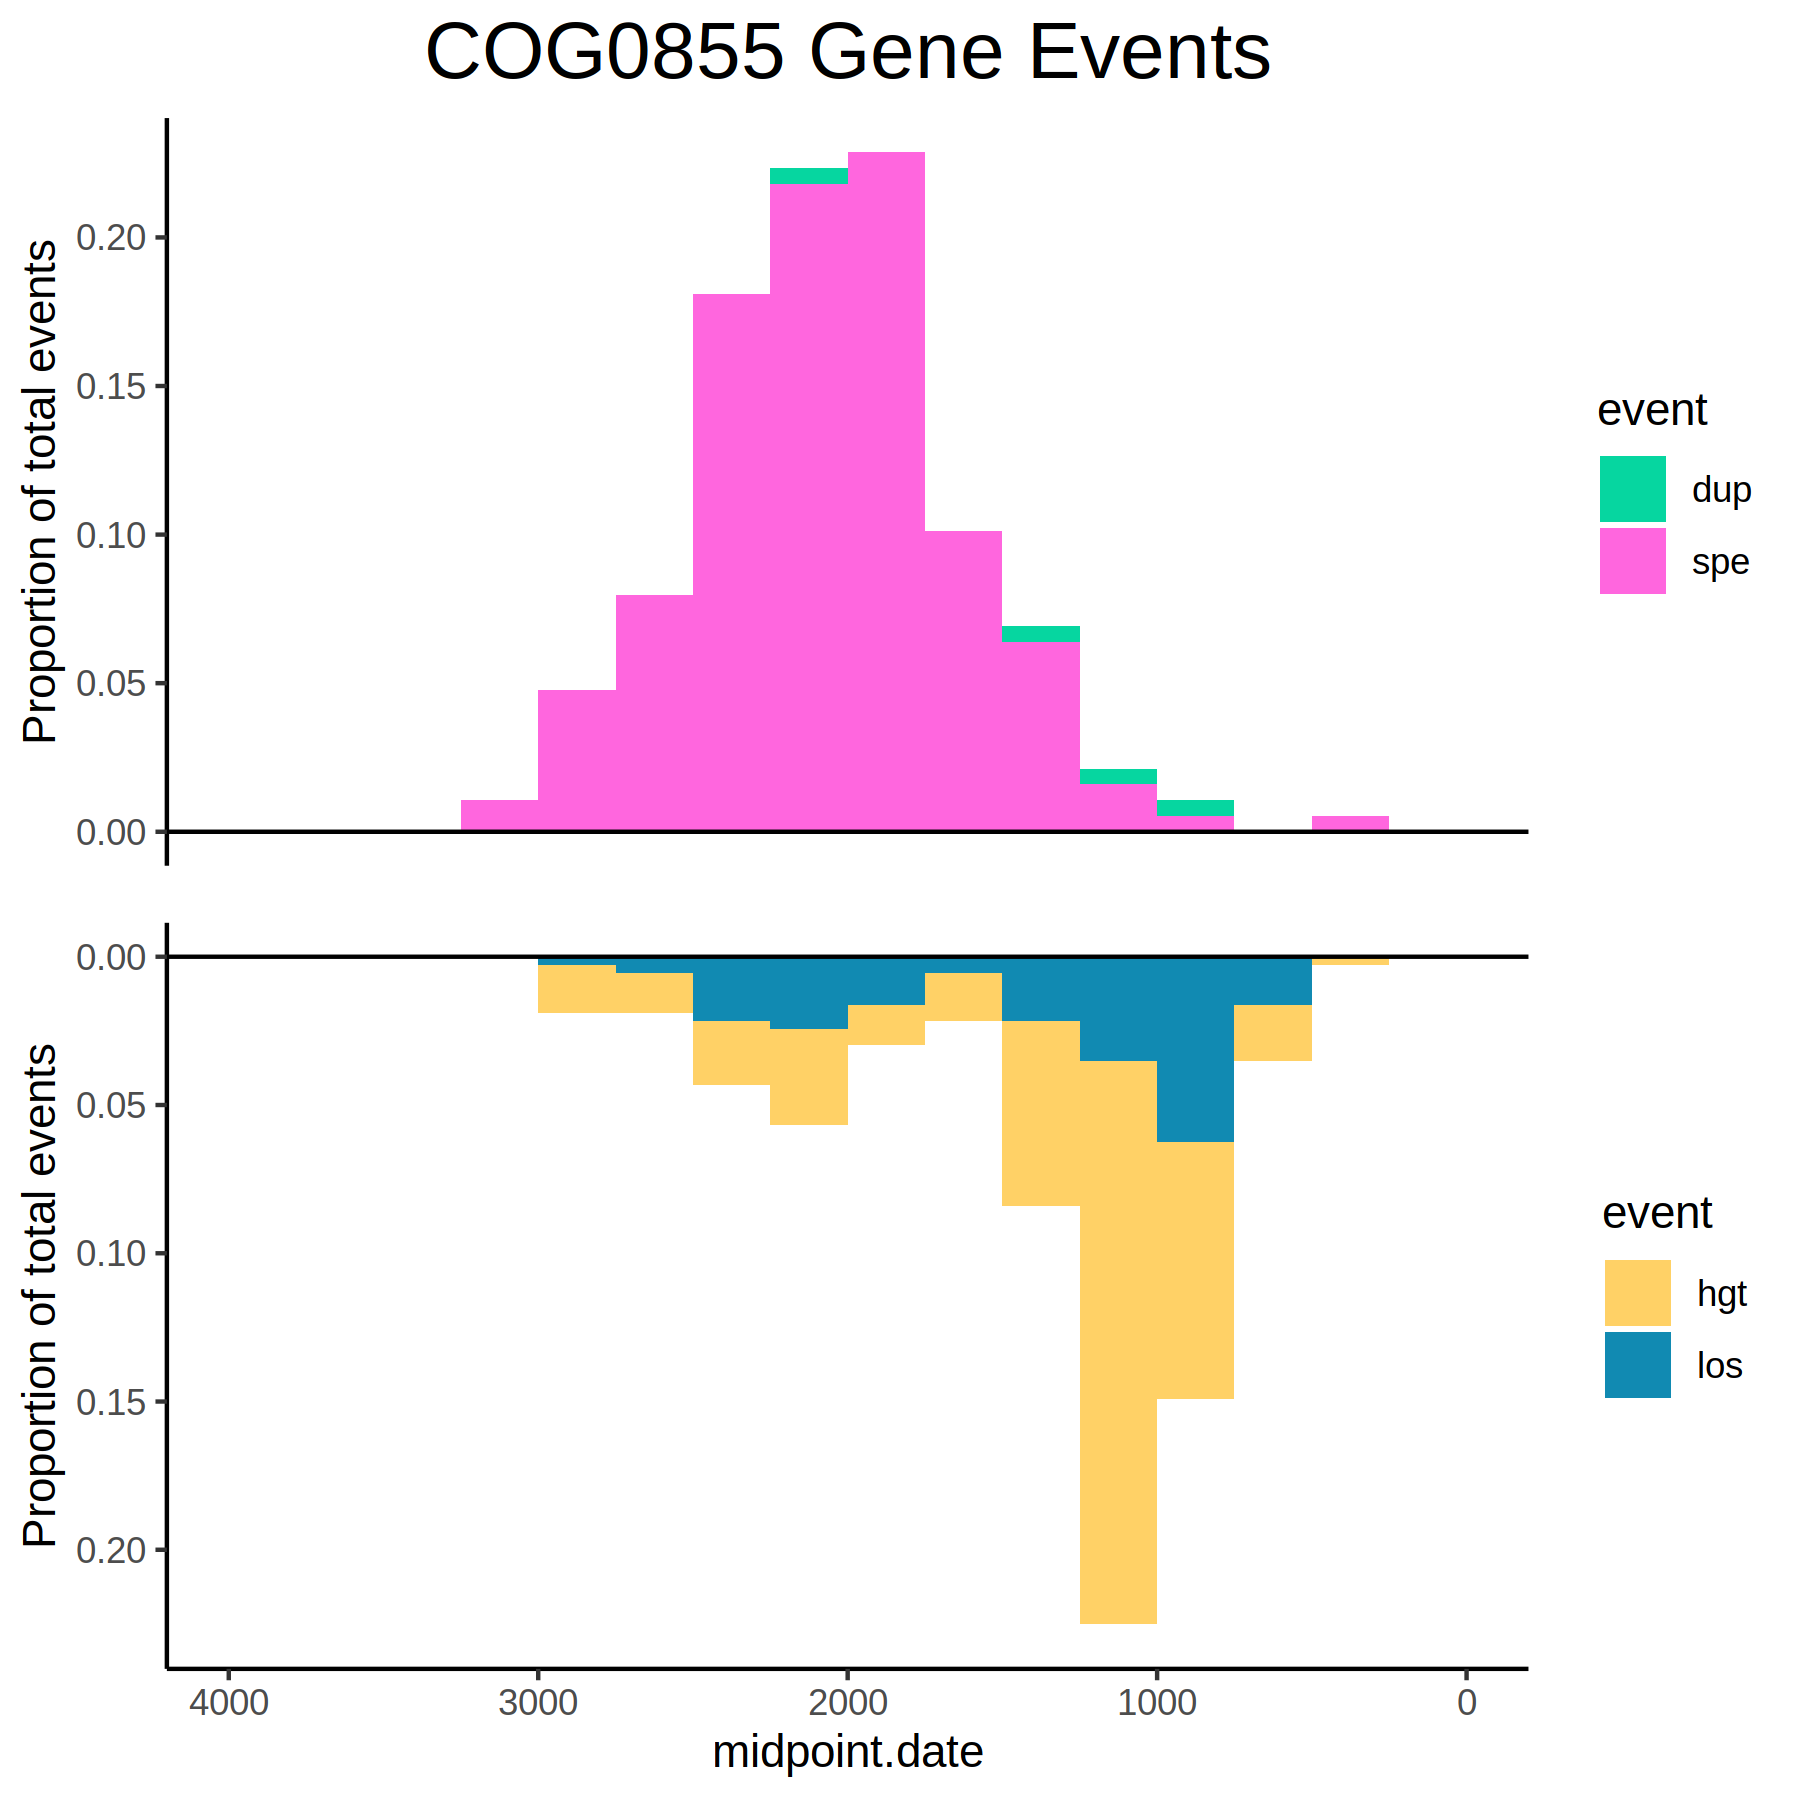 COG0855 Gene Events
Proportion of total events
0.20
0.15
0.10
0.05
0.00
event
dup
spe
Proportion of total events
0.00
0.05
0.10
0.15
0.20
event
hgt
los
4000 3000 2000 1000 0
midpoint.date